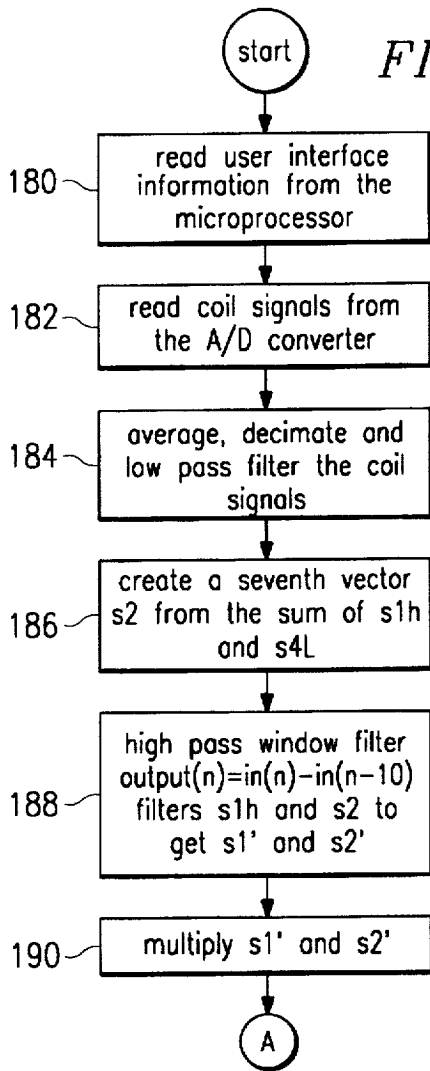 start
FI
180
read user interface
information from the
microprocessor
182
read coil signals from
the A/D converter
184
average, decimate and
low pass filter the coil
signals
186
create a seventh vector
s2 from the sum of s1h
and s4L
188
high pass window filter
output(n)=in(n)-in(n-10)
filters s1h and s2 to
get s1' and s2'
190
multiply s1' and s2'
A